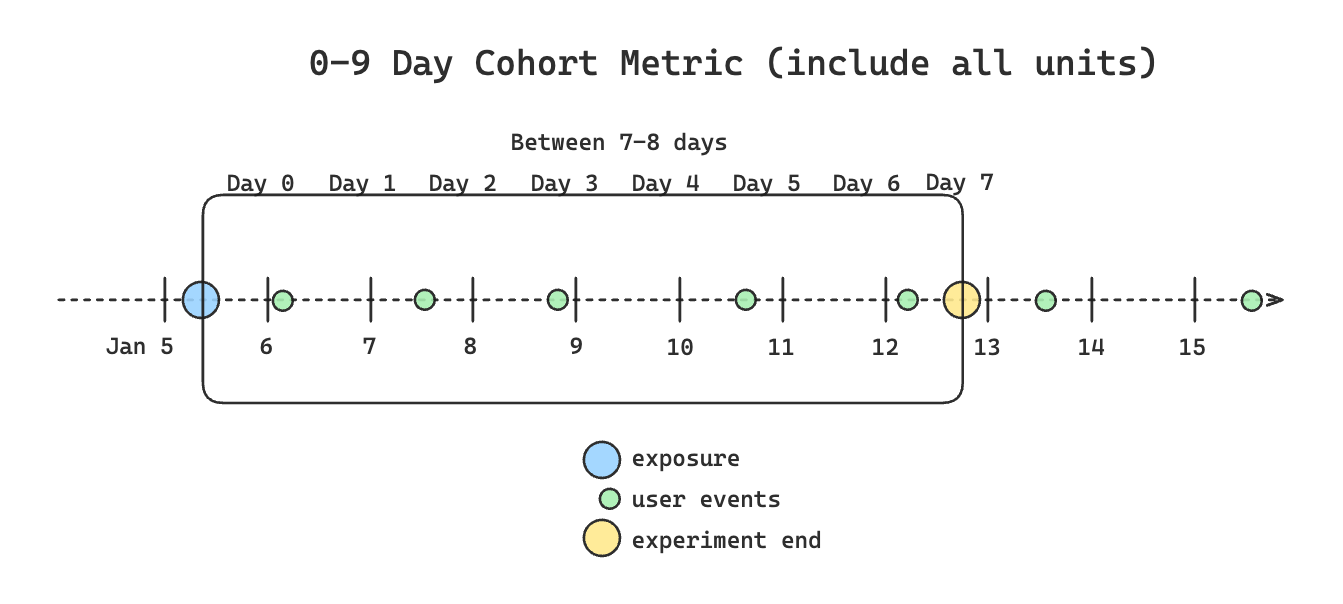 0-9 Day Cohort Metric (include all units)
Between 7-8 days
Day 0 Day 1 Day 2 Day 3 Day 4 Day 5 Day 6 Day 7
Jan 5 6 7 8 9 10 11 12 13 14 15
exposure
user events
experiment end